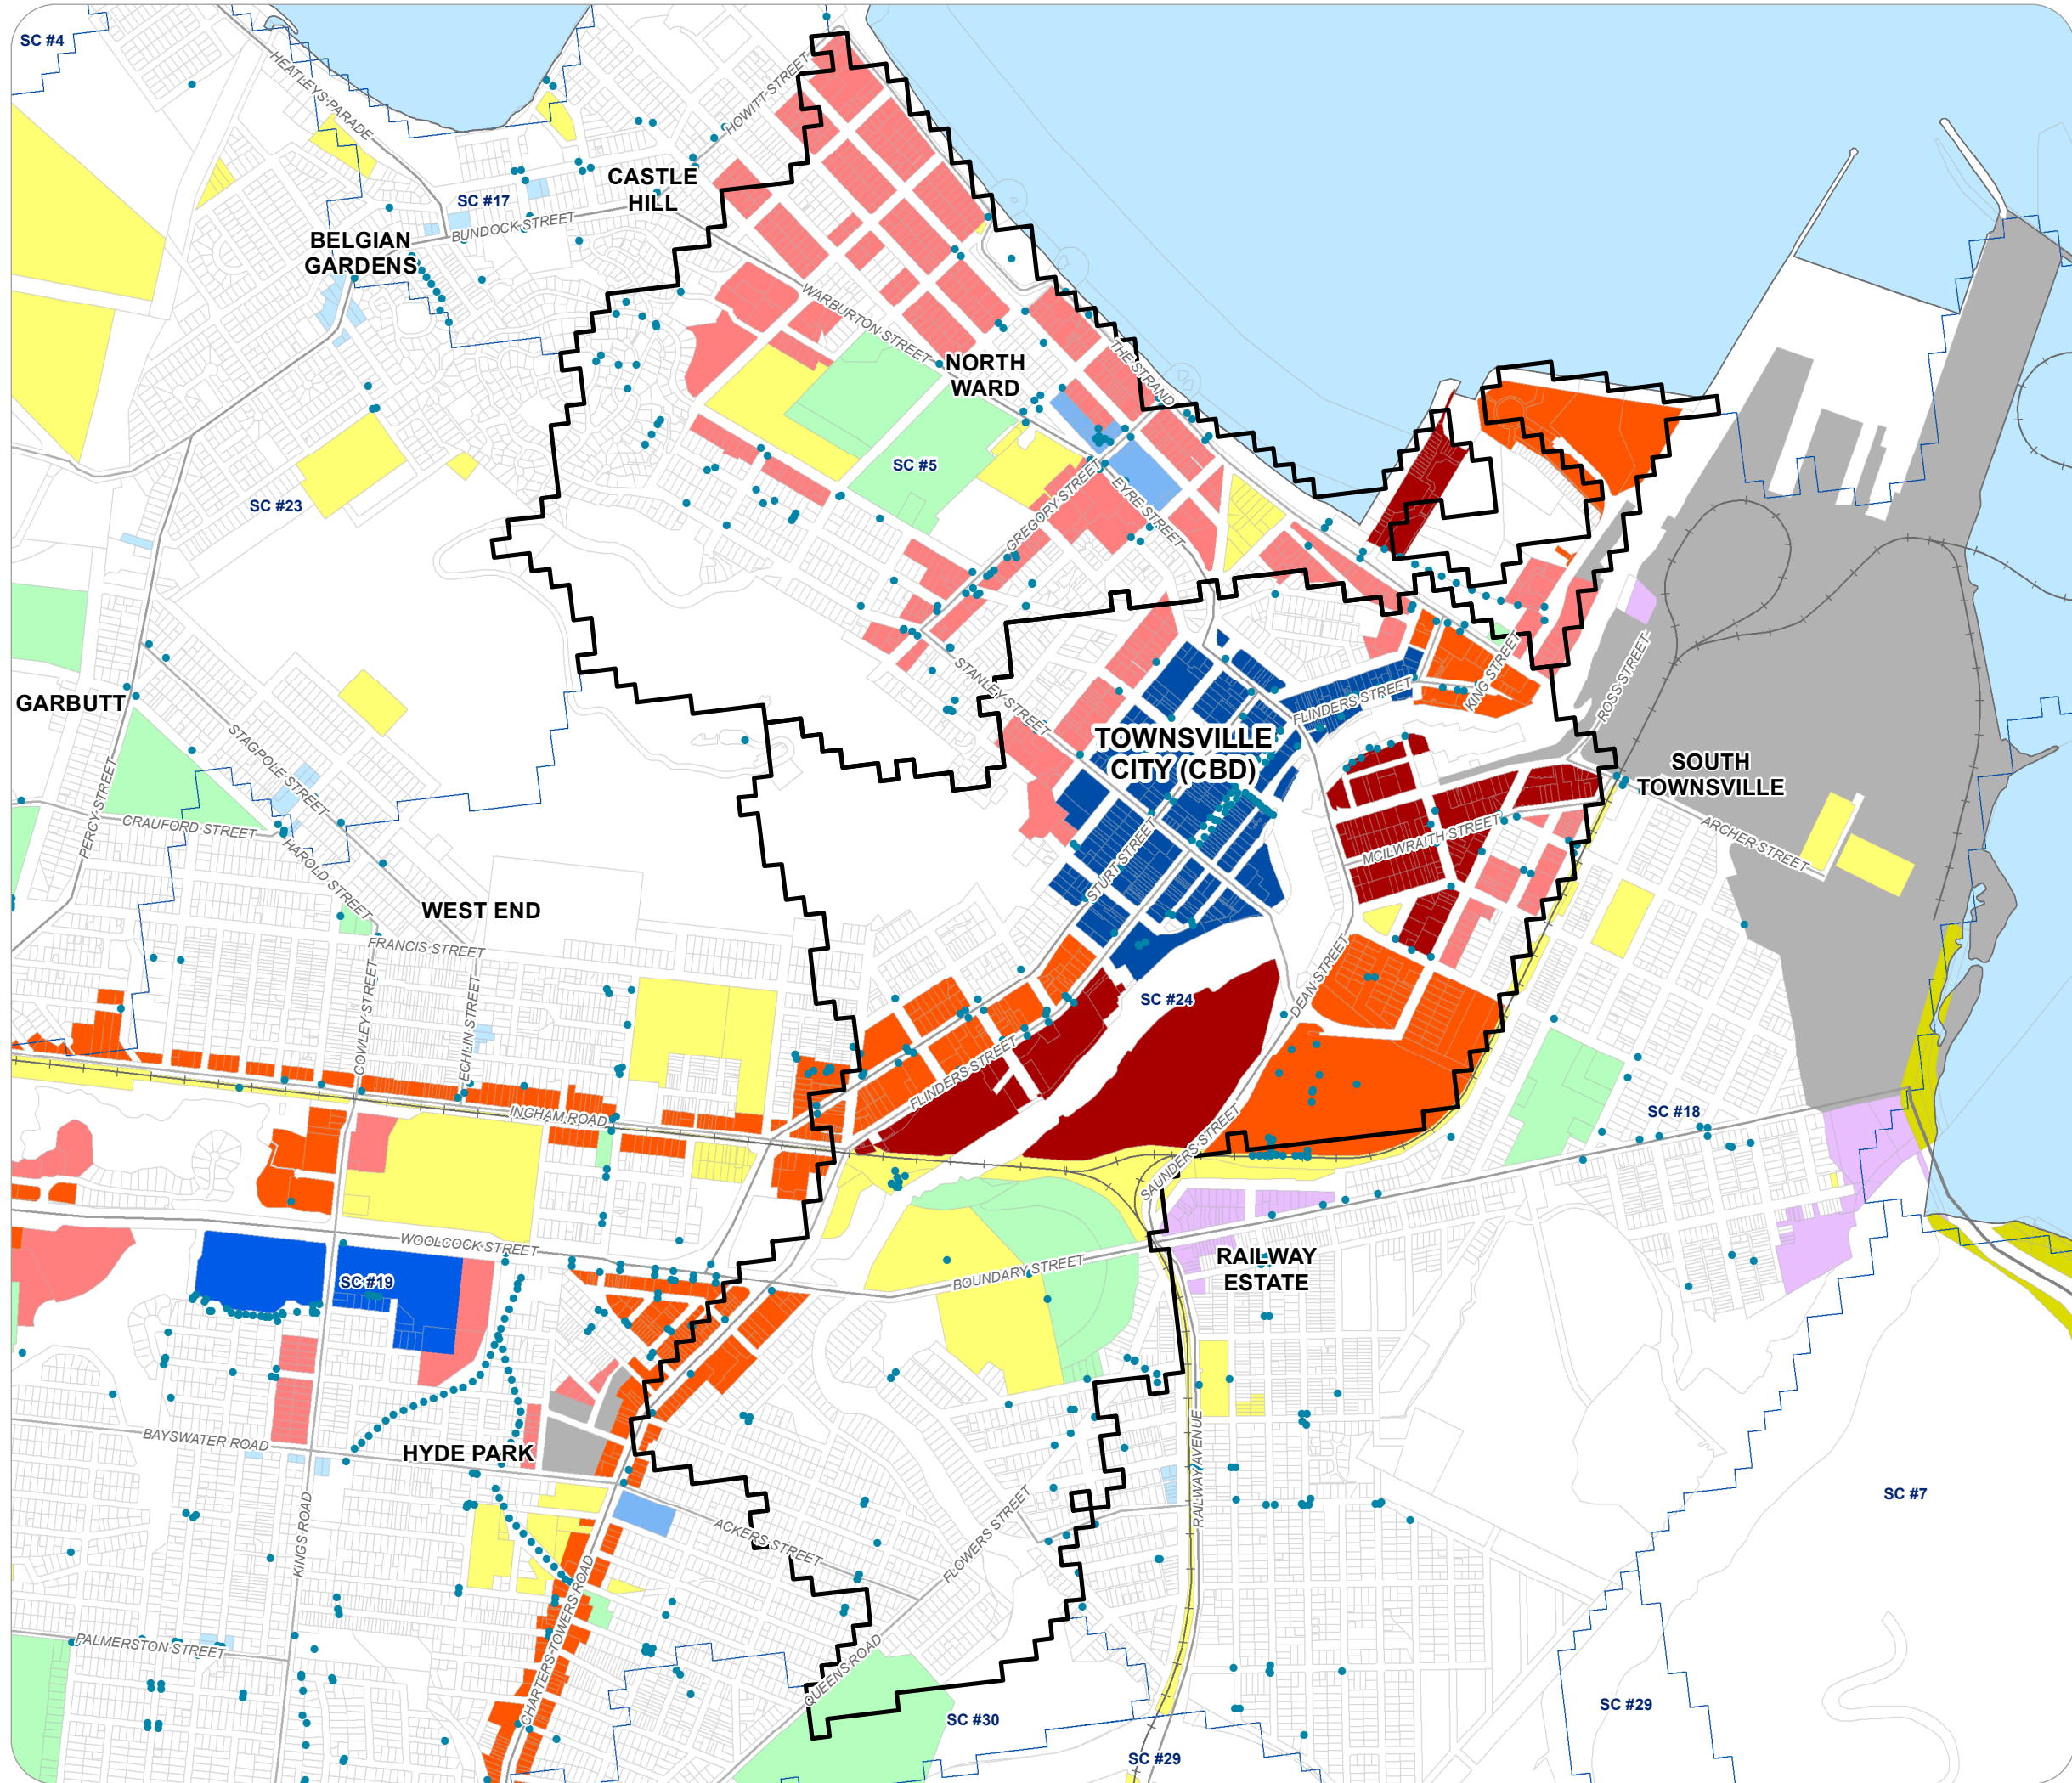 SC #4
HEATLEYS PARADE
HOWITT STREET
CASTLE
HILL
SC #17
BUNDOCK STREET
BELGIAN
GARDENS
WARBURTON STREET
NORTH
WARD
THE STRAND
SC #5
SC #23
GREGORY STREET
EYRE STREET
STANLEY STREET
KING STREET
FLINDERS STREET
ROSS STREET
GARBUTT
STAGPOLE STREET
TOWNSVILLE
CITY (CBD)
SOUTH
TOWNSVILLE
PERCY STREET
CRAUFORD STREET
HAROLD STREET
MCILWRAITH STREET
ARCHER STREET
STURT STREET
WEST END
FRANCIS STREET
COWLEY STREET
ECHLIN STREET
SC #24
DEAN STREET
FLINDERS STREET
INGHAM ROAD
SC #18
SAUNDERS STREET
WOOLCOCK STREET
SC #19
BOUNDARY STREET
RAILWAY
ESTATE
BAYSWATER ROAD
HYDE PARK
RAILWAY AVENUE
KINGS ROAD
ACKERS STREET
FLOWERS STREET
SC #7
CHARTERS TOWERS ROAD
PALMERSTON STREET
QUEENS ROAD
SC #30
SC #29
SC #29